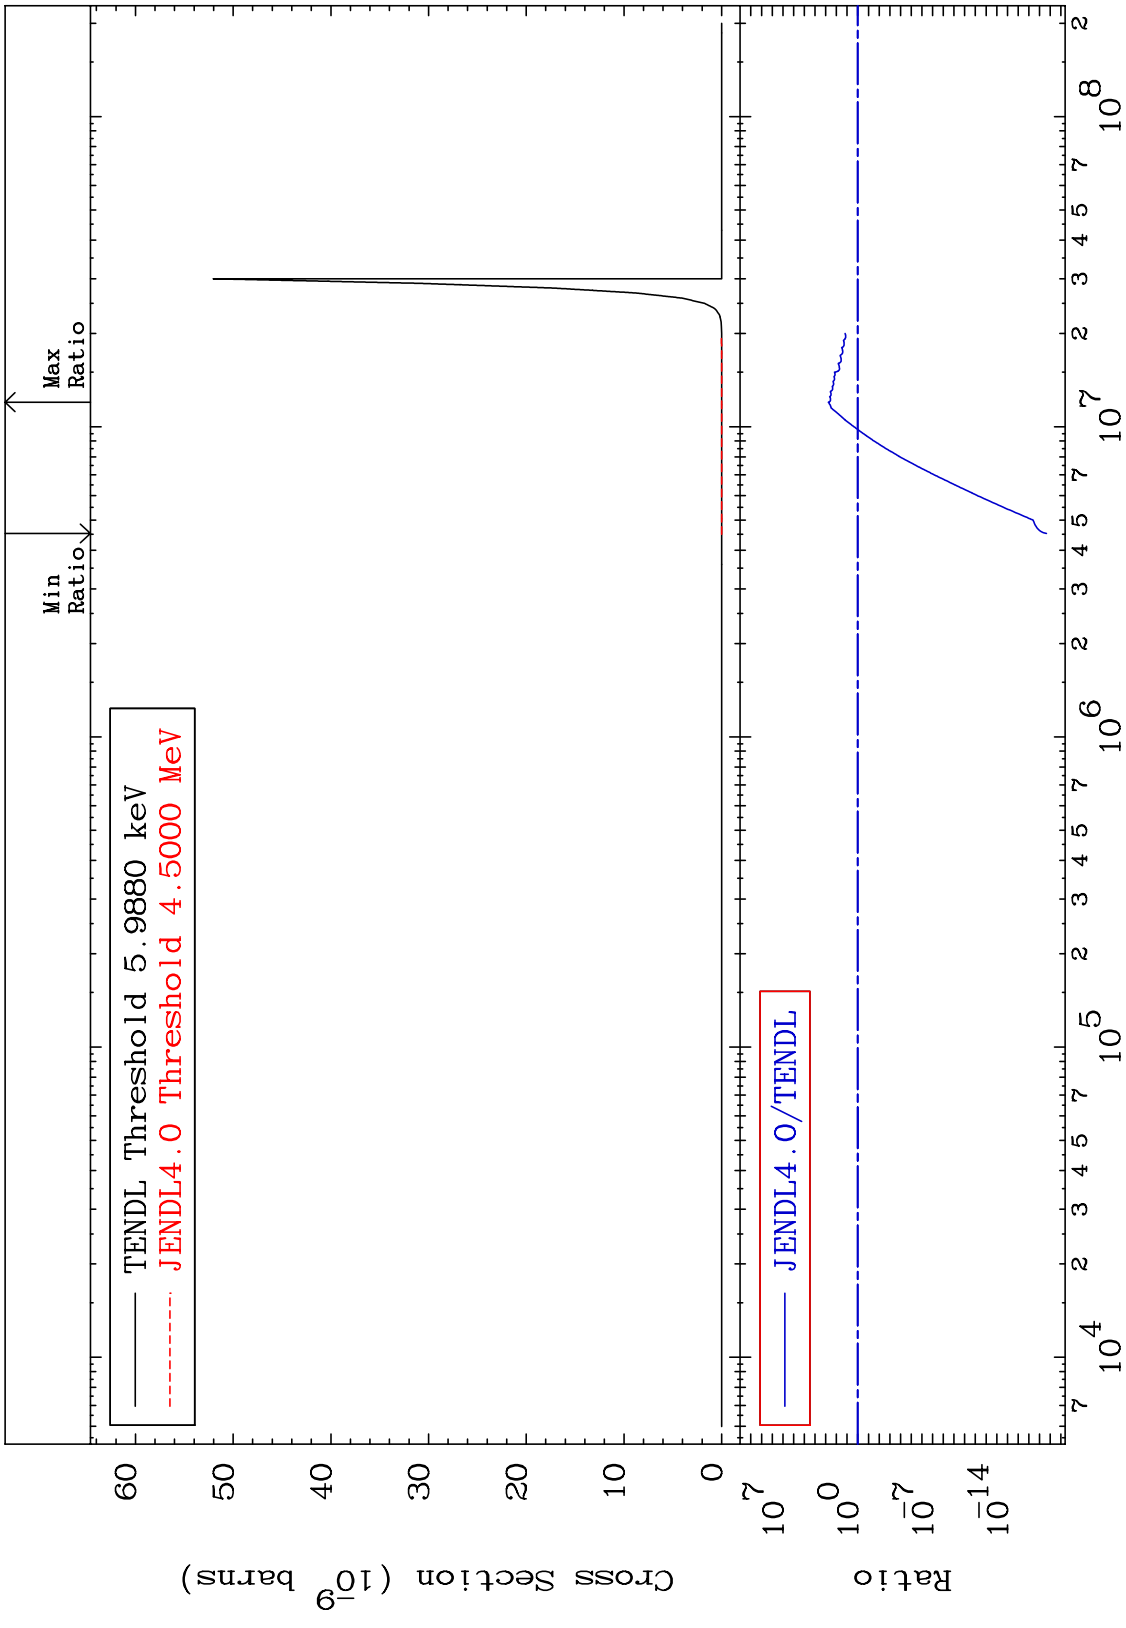 Min
Ratio
Max
Ratio
TENDL Threshold 5.9880 keV
JENDL4.0 Threshold 4.5000 MeV
Cross Section (10⁻⁹ barns)
60
50
40
30
20
10
0
JENDL4.0/TENDL
Ratio
10⁷
10⁰
10⁻⁷
10⁻¹⁴
7 10⁴ 2 3 4 5 7 10⁵ 2 3 4 5 7 10⁶ 2 3 4 5 7 10⁷ 2 3 4 5 7 10⁸ 2